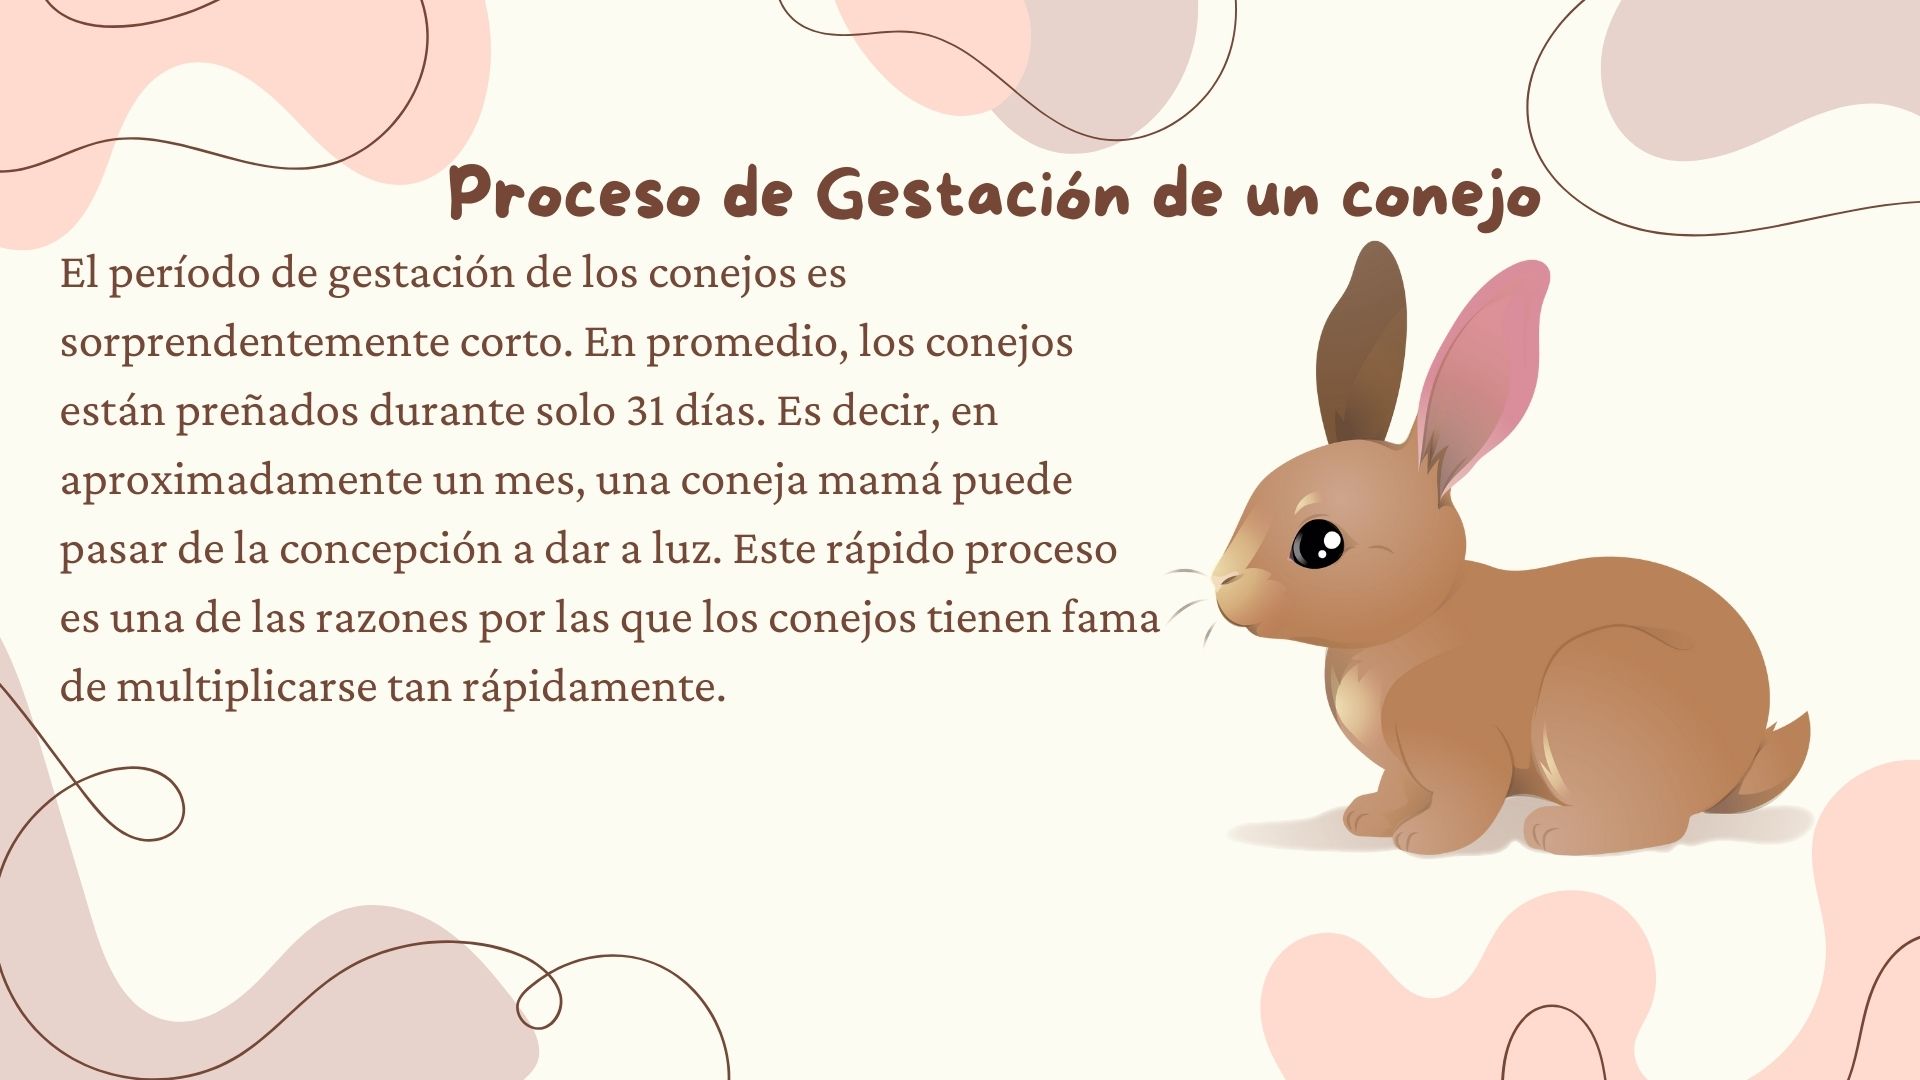 Proceso de Gestación de un conejo
El período de gestación de los conejos es
sorprendentemente corto. En promedio, los conejos
están preñados durante solo 31 días. Es decir, en
aproximadamente un mes, una coneja mamá puede
pasar de la concepción a dar a luz. Este rápido proceso
es una de las razones por las que los conejos tienen fama
de multiplicarse tan rápidamente.